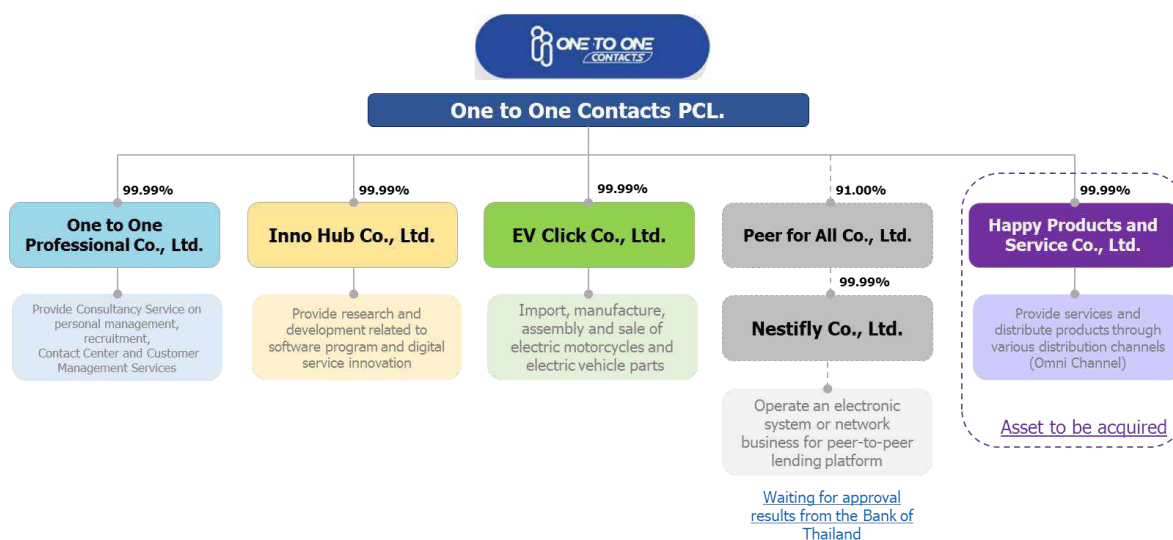 ONE TO ONE
CONTACTS
One to One Contacts PCL.
99.99%
One to One
Professional Co., Ltd.
Provide Consultancy Service on
personal management,
recruitment,
Contact Center and Customer
Management Services
99.99%
Inno Hub Co., Ltd.
Provide research and
development related to
software program and digital
service innovation
99.99%
EV Click Co., Ltd.
Import, manufacture,
assembly and sale of
electric motorcycles and
electric vehicle parts
91.00%
Peer for All Co., Ltd.
99.99%
Nestifly Co., Ltd.
Operate an electronic
system or network
business for peer-to-peer
lending platform
Waiting for approval
results from the Bank of
Thailand
99.99%
Happy Products and
Service Co., Ltd.
Provide services and
distribute products through
various distribution channels
(Omni Channel)
Asset to be acquired